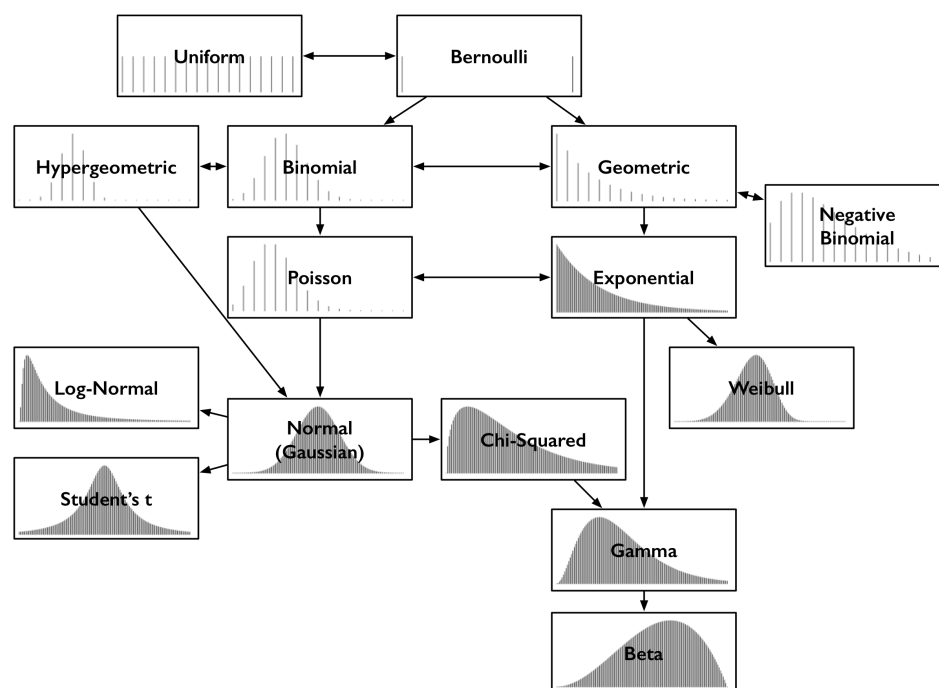 Uniform
Bernoulli
Hypergeometric
Binomial
Geometric
Negative
Binomial
Poisson
Exponential
Log-Normal
Weibull
Normal
(Gaussian)
Chi-Squared
Student's t
Gamma
Beta